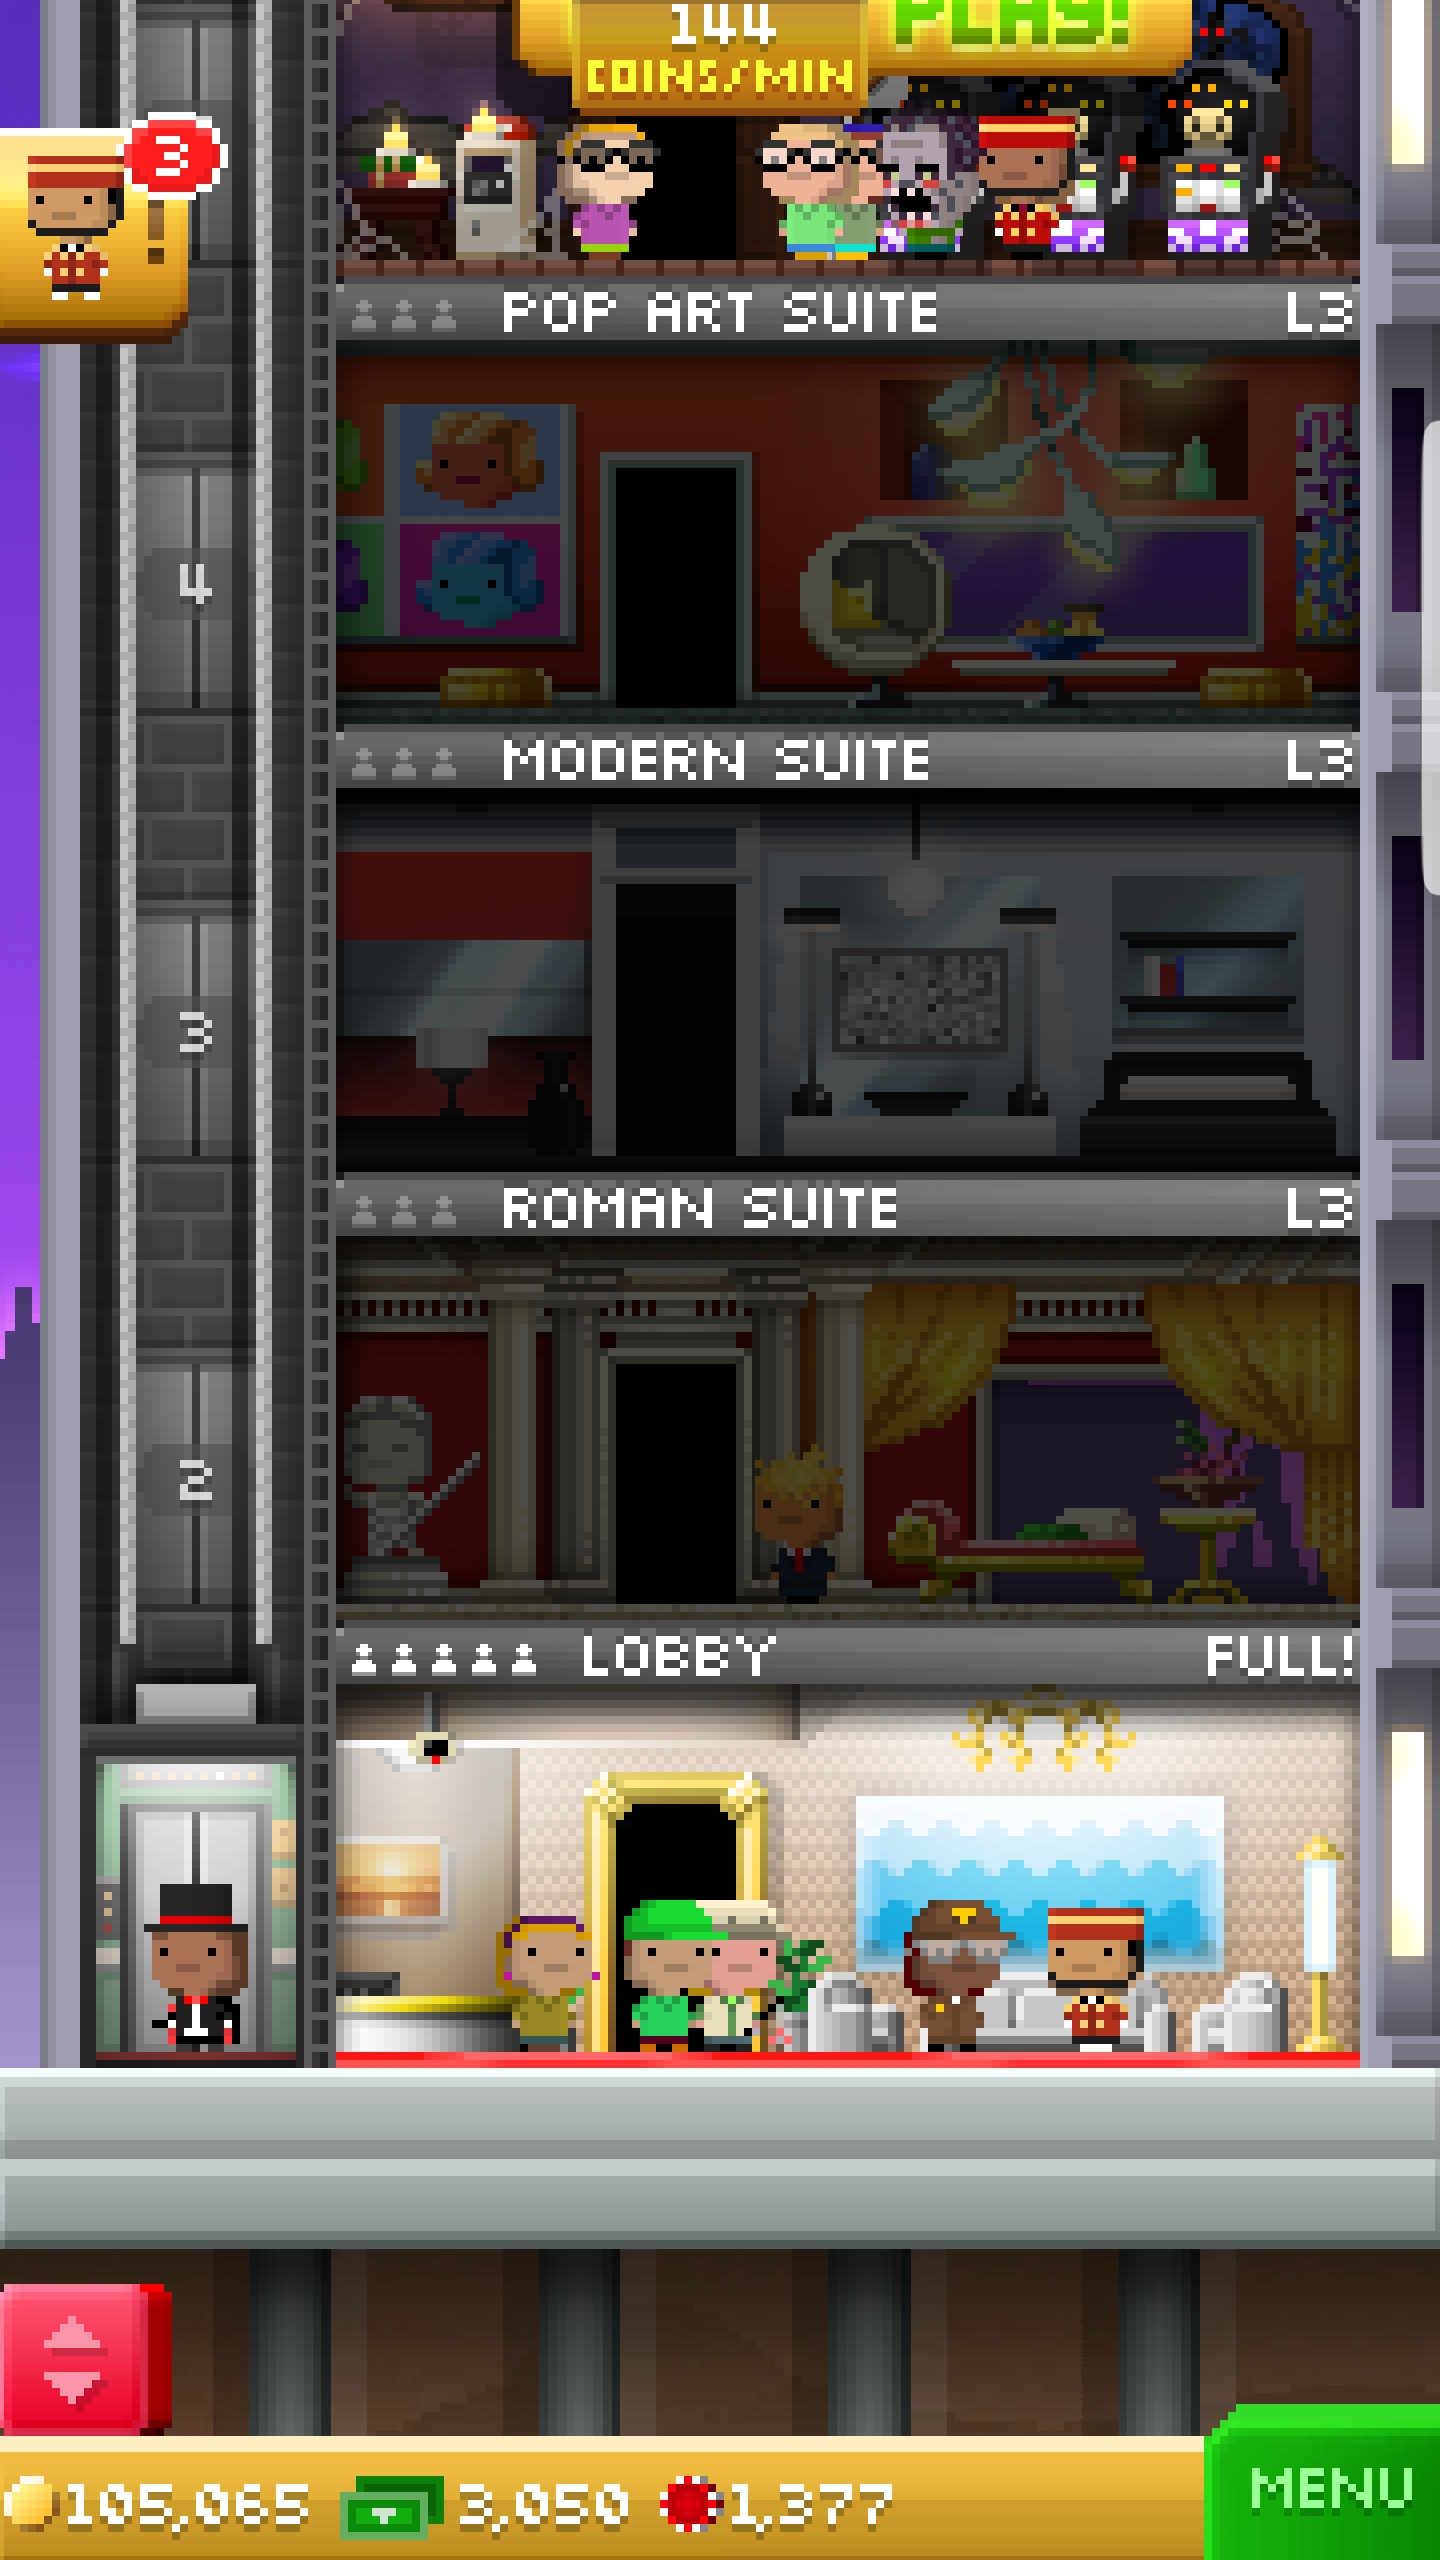 144
COINS/MIN
PLAY!
3
POP ART SUITE L3
4
MODERN SUITE L3
3
ROMAN SUITE L3
2
LOBBY FULL!
105,065 3,050 1,377
MENU